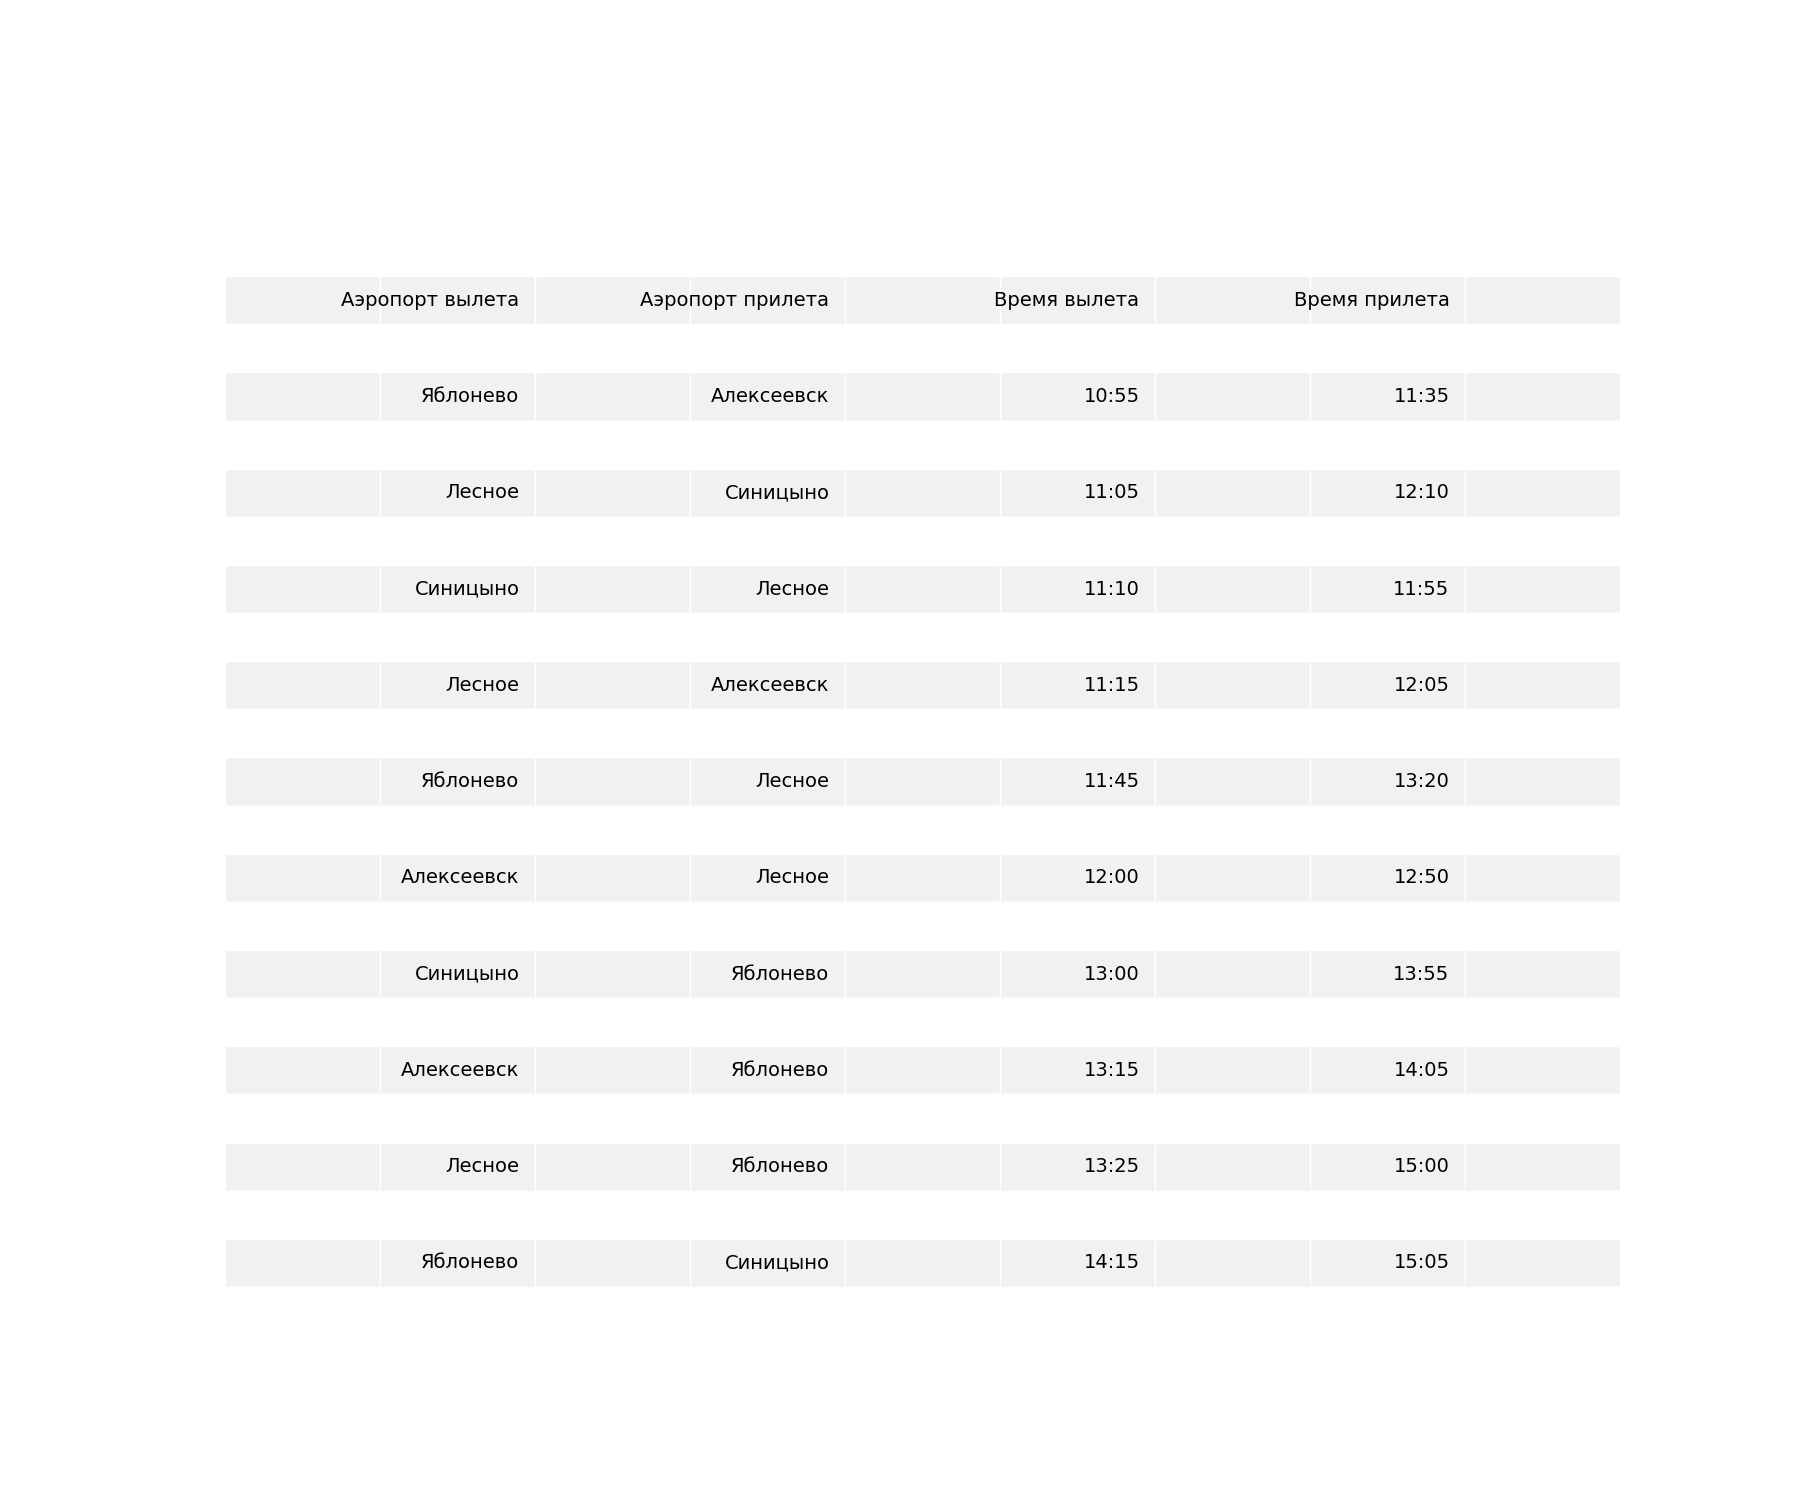 Аэропорт вылета Аэропорт прилета Время вылета Время прилета
Яблонево Алексеевск 10:55 11:35
Лесное Синицыно 11:05 12:10
Синицыно Лесное 11:10 11:55
Лесное Алексеевск 11:15 12:05
Яблонево Лесное 11:45 13:20
Алексеевск Лесное 12:00 12:50
Синицыно Яблонево 13:00 13:55
Алексеевск Яблонево 13:15 14:05
Лесное Яблонево 13:25 15:00
Яблонево Синицыно 14:15 15:05